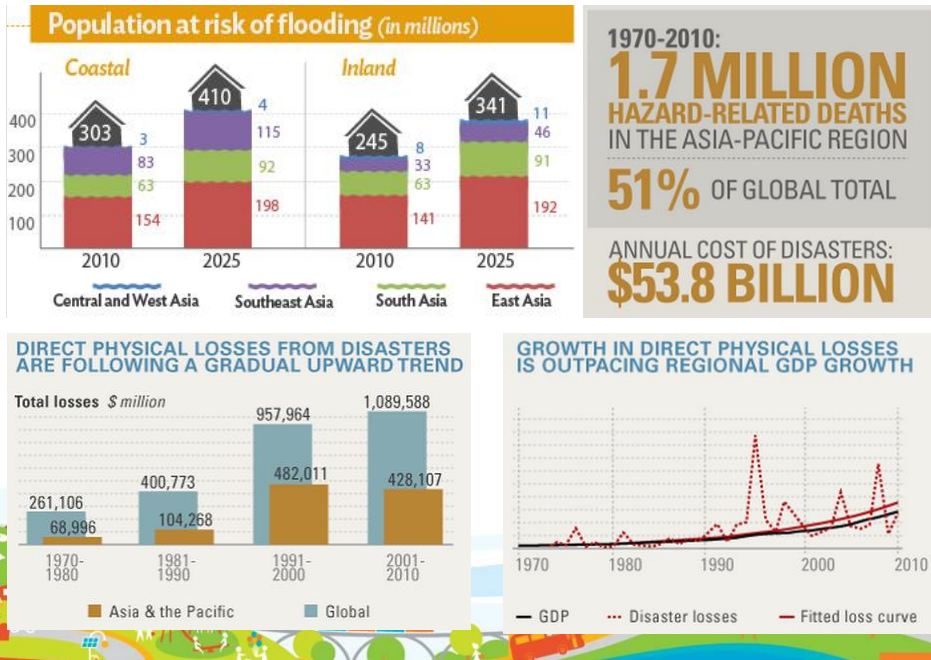 Population at risk of flooding (in millions)
Coastal
Inland
400
300
200
100
303
3
83
63
154
410
4
115
92
198
245
8
33
63
141
341
11
46
91
192
2010
2025
2010
2025
Central and West Asia
Southeast Asia
South Asia
East Asia
1970-2010:
1.7 MILLION
HAZARD-RELATED DEATHS
IN THE ASIA-PACIFIC REGION
51% OF GLOBAL TOTAL
ANNUAL COST OF DISASTERS:
$53.8 BILLION
DIRECT PHYSICAL LOSSES FROM DISASTERS
ARE FOLLOWING A GRADUAL UPWARD TREND
Total losses $ million
261,106
68,996
400,773
104,268
957,964
482,011
1,089,588
428,107
1970-
1980
1981-
1990
1991-
2000
2001-
2010
Asia & the Pacific
Global
GROWTH IN DIRECT PHYSICAL LOSSES
IS OUTPACING REGIONAL GDP GROWTH
1970
1980
1990
2000
2010
GDP
Disaster losses
Fitted loss curve